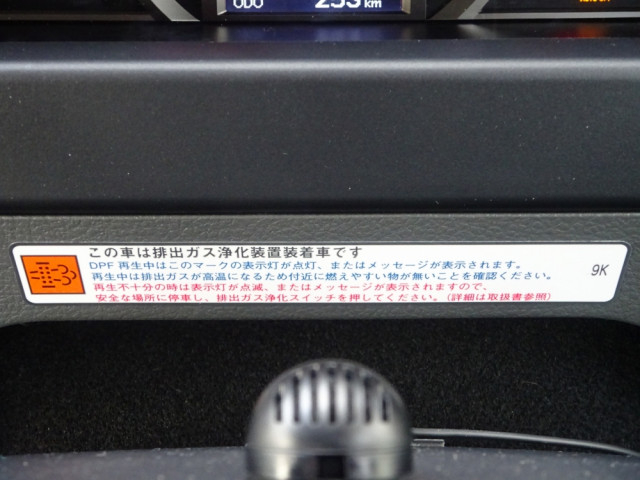 ODO 253 km
この車は排出ガス浄化装置装着車です
DPF再生中はこのマークの表示灯が点灯、またはメッセージが表示されます。
再生中は排出ガスが高温になるため付近に燃えやすい物が無いことを確認ください。
再生不十分の時は表示灯が点滅、またはメッセージが表示されますので、
安全な場所に停車し、排出ガス浄化スイッチを押してください。(詳細は取扱書参照)
9K